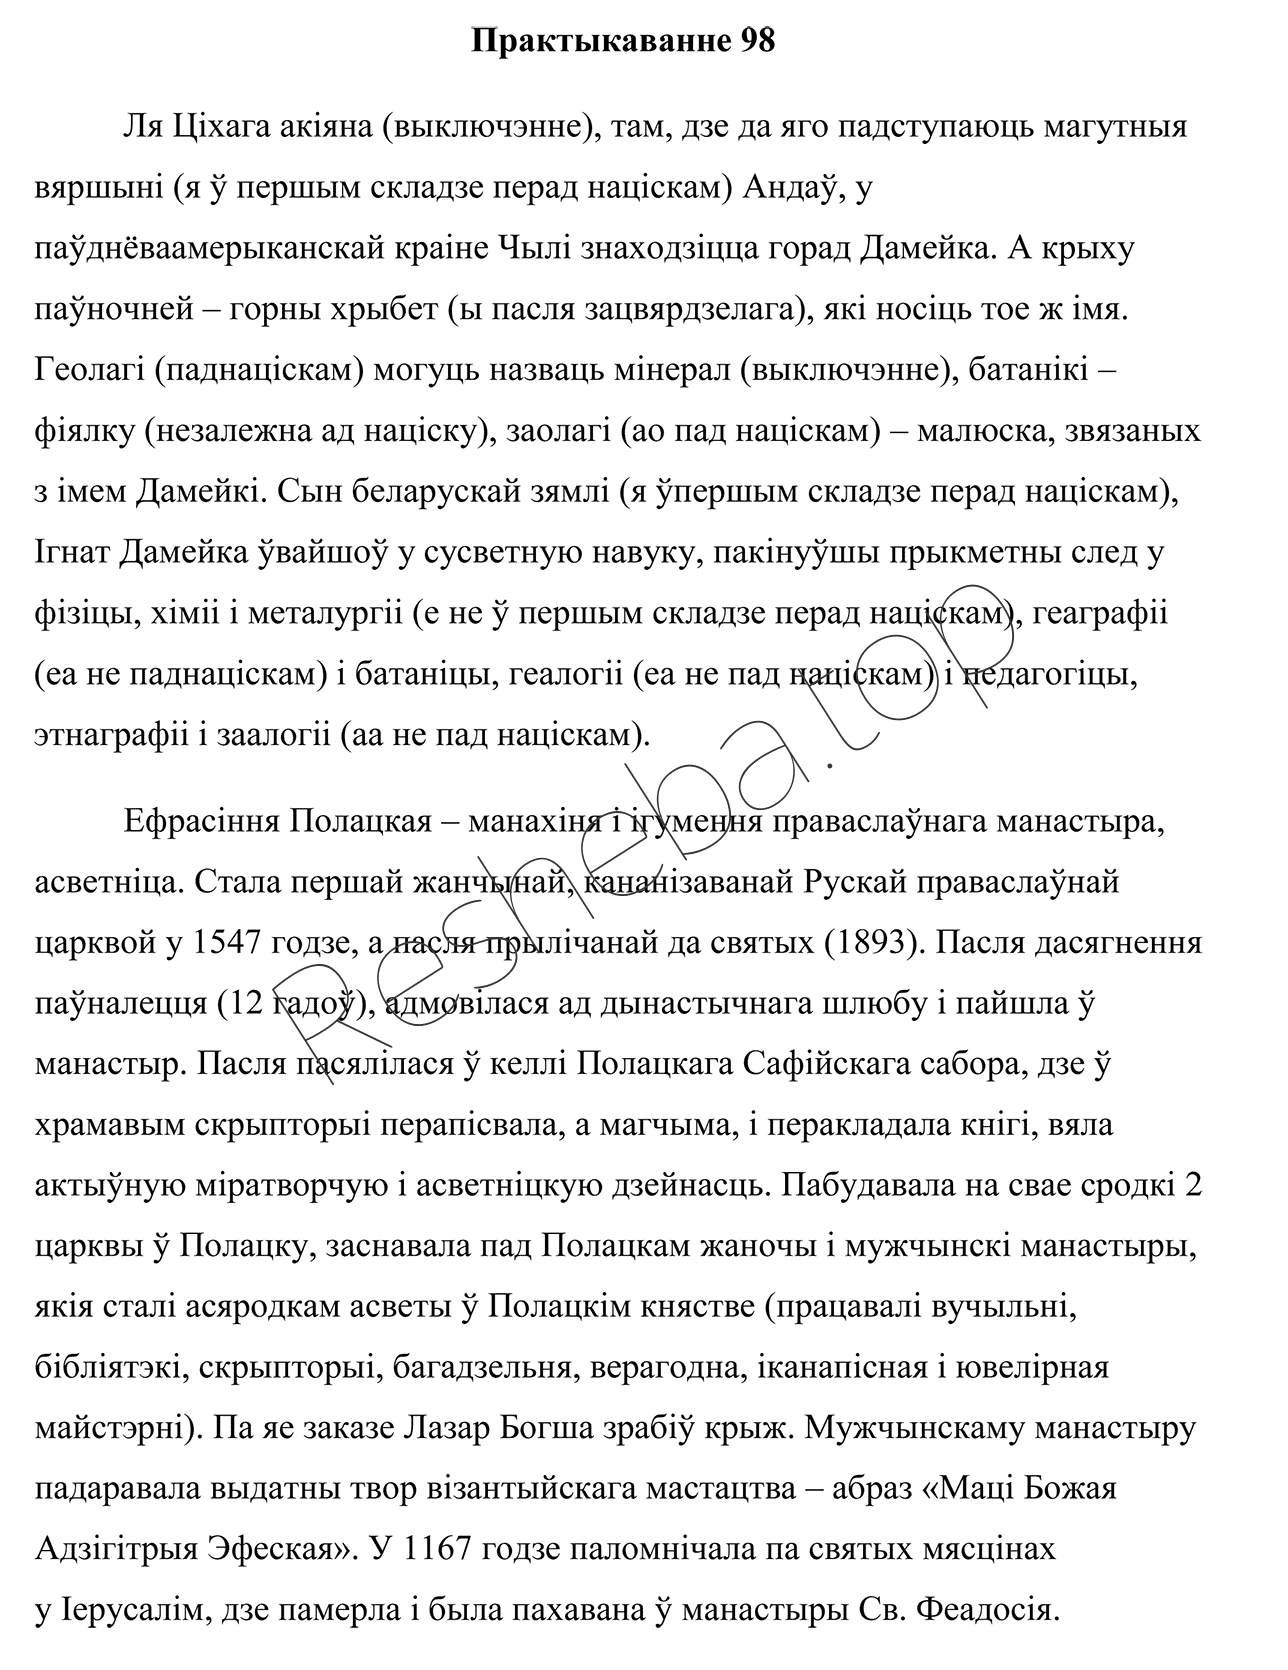 Практыкаванне 98
Ля Ціхага акіяна (выключэнне), там, дзе да яго падступаюць магутныя
вяршыні (я ў першым складзе перад націскам) Андаў, у
паўднёваамерыканскай краіне Чылі знаходзіцца горад Дамейка. А крыху
паўночней – горны хрыбет (ы пасля зацвярдзелага), які носіць тое ж імя.
Геолагі (паднаціскам) могуць назваць мінерал (выключэнне), батанікі –
фіялку (незалежна ад націску), заолагі (ао пад націскам) – малюска, звязаных
з імем Дамейкі. Сын беларускай зямлі (я ўпершым складзе перад націскам),
Ігнат Дамейка ўвайшоў у сусветную навуку, пакінуўшы прыкметны след у
фізіцы, хіміі і металургіі (е не ў першым складзе перад націскам), геаграфіі
(еа не паднаціскам) і батаніцы, геалогіі (еа не пад націскам) і педагогіцы,
этнаграфіі і заалогіі (аа не пад націскам).
Ефрасіння Полацкая – манахіня і ігумення праваслаўнага манастыра,
асветніца. Стала першай жанчынай, кананізаванай Рускай праваслаўнай
царквой у 1547 годзе, а пасля прылічанай да святых (1893). Пасля дасягнення
паўналецця (12 гадоў), адмовілася ад дынастычнага шлюбу і пайшла ў
манастыр. Пасля пасялілася ў келлі Полацкага Сафійскага сабора, дзе ў
храмавым скрыпторыі перапісвала, а магчыма, і перакладала кнігі, вяла
актыўную міратворчую і асветніцкую дзейнасць. Пабудавала на свае сродкі 2
царквы ў Полацку, заснавала пад Полацкам жаночы і мужчынскі манастыры,
якія сталі асяродкам асветы ў Полацкім княстве (працавалі вучыльні,
бібліятэкі, скрыпторыі, багадзельня, верагодна, іканапісная і ювелірная
майстэрні). Па яе заказе Лазар Богша зрабіў крыж. Мужчынскаму манастыру
падаравала выдатны твор візантыйскага мастацтва – абраз «Маці Божая
Адзігітрыя Эфеская». У 1167 годзе паломнічала па святых мясцінах
у Іерусалім, дзе памерла і была пахавана ў манастыры Св. Феадосія.
Resheba.top